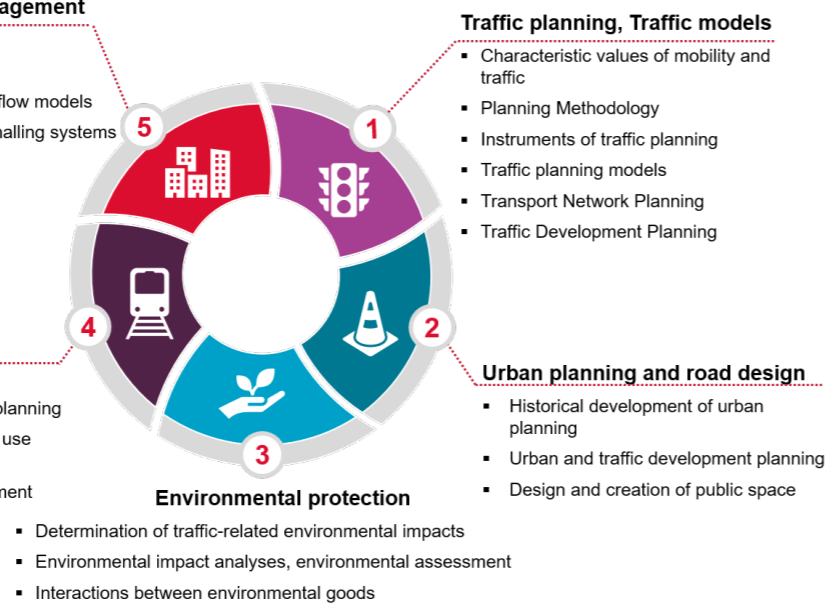 agement
flow models
nalling systems
5
Traffic planning, Traffic models
▪ Characteristic values of mobility and
traffic
▪ Planning Methodology
▪ Instruments of traffic planning
▪ Traffic planning models
▪ Transport Network Planning
▪ Traffic Development Planning
1
2
Urban planning and road design
▪ Historical development of urban
planning
▪ Urban and traffic development planning
▪ Design and creation of public space
4
planning
use
ment
3
Environmental protection
▪ Determination of traffic-related environmental impacts
▪ Environmental impact analyses, environmental assessment
▪ Interactions between environmental goods